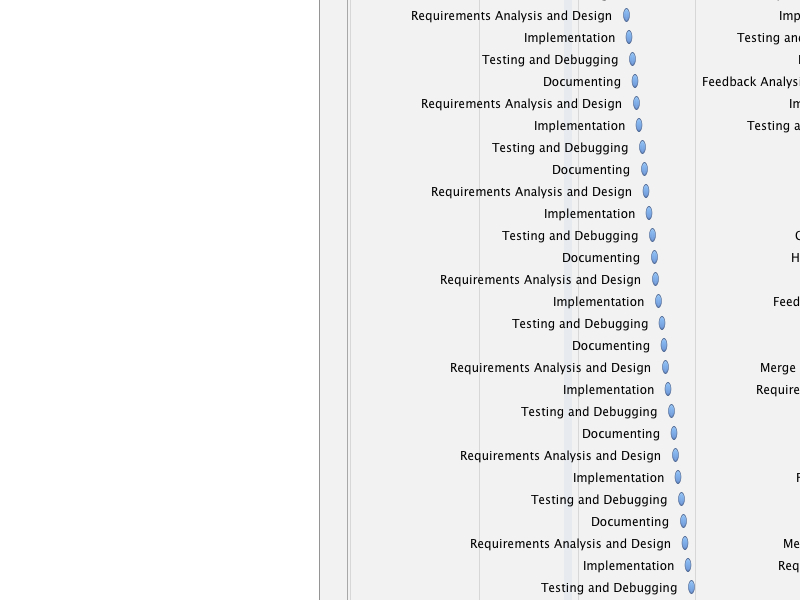 Requirements Analysis and Design Imp
Implementation Testing and
Testing and Debugging
Documenting Feedback Analysi
Requirements Analysis and Design Im
Implementation Testing a
Testing and Debugging
Documenting
Requirements Analysis and Design
Implementation
Testing and Debugging
Documenting H
Requirements Analysis and Design
Implementation Feed
Testing and Debugging
Documenting
Requirements Analysis and Design Merge
Implementation Require
Testing and Debugging
Documenting
Requirements Analysis and Design
Implementation
Testing and Debugging
Documenting
Requirements Analysis and Design Me
Implementation Req
Testing and Debugging